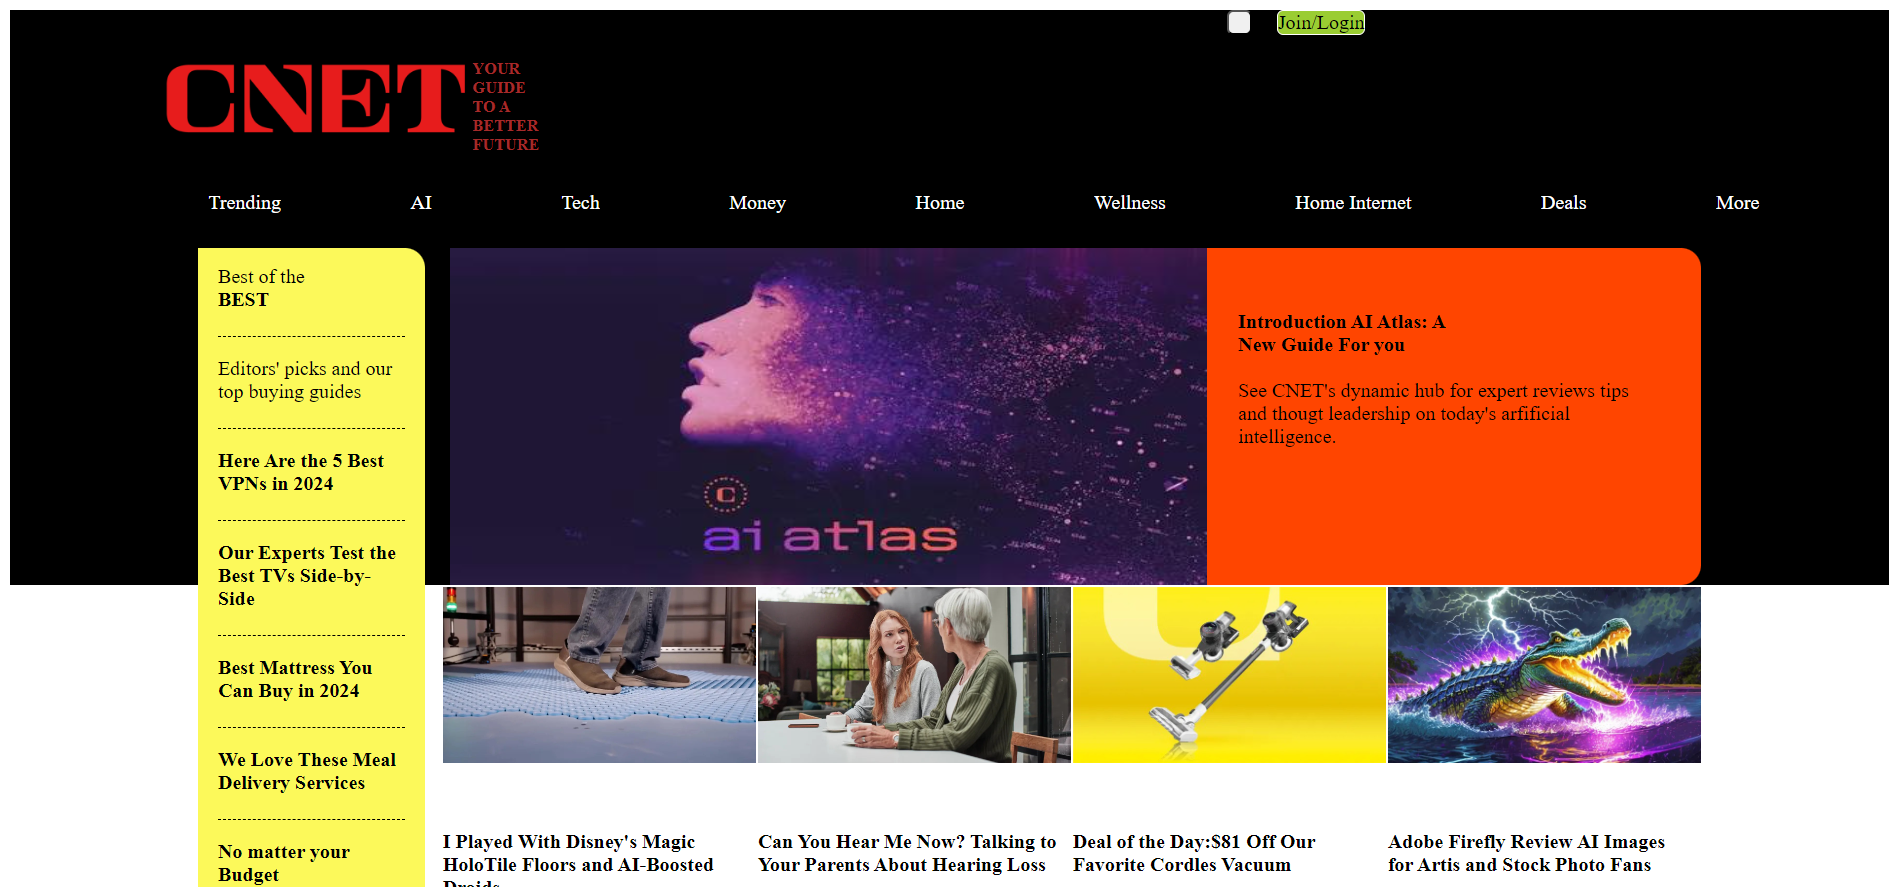 Join/Login
CNET
YOUR
GUIDE
TO A
BETTER
FUTURE
Trending AI Tech Money Home Wellness Home Internet Deals More
Best of the
BEST
Editors' picks and our
top buying guides
Here Are the 5 Best
VPNs in 2024
Our Experts Test the
Best TVs Side-by-
Side
Best Mattress You
Can Buy in 2024
We Love These Meal
Delivery Services
No matter your
Budget
C
ai atlas
Introduction AI Atlas: A
New Guide For you
See CNET's dynamic hub for expert reviews tips
and thougt leadership on today's arfificial
intelligence.
I Played With Disney's Magic
HoloTile Floors and AI-Boosted
Droids
Can You Hear Me Now? Talking to
Your Parents About Hearing Loss
Deal of the Day:$81 Off Our
Favorite Cordles Vacuum
Adobe Firefly Review AI Images
for Artis and Stock Photo Fans